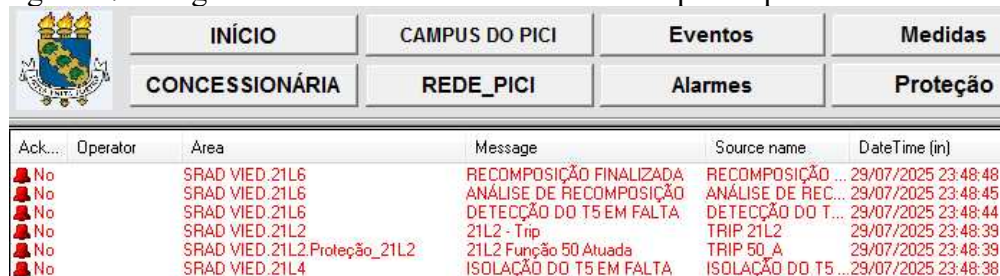 INÍCIO CAMPUS DO PICI Eventos Medidas
CONCESSIONÁRIA REDE_PICI Alarmes Proteção
Ack... Operator Area Message Source name DateTime (in)
No SRAD VIED.21L6 RECOMPOSIÇÃO FINALIZADA RECOMPOSIÇÃO ... 29/07/2025 23:48:48
No SRAD VIED.21L6 ANÁLISE DE RECOMPOSIÇÃO ANÁLISE DE REC... 29/07/2025 23:48:45
No SRAD VIED.21L6 DETECÇÃO DO T5 EM FALTA DETECÇÃO DO T... 29/07/2025 23:48:44
No SRAD VIED.21L2 21L2 - Trip TRIP 21L2 29/07/2025 23:48:39
No SRAD VIED.21L2.Proteção_21L2 21L2 Função 50 Atuada TRIP 50_A 29/07/2025 23:48:39
No SRAD VIED.21L4 ISOLAÇÃO DO T5 EM FALTA ISOLAÇÃO DO T5 ... 29/07/2025 23:48:39